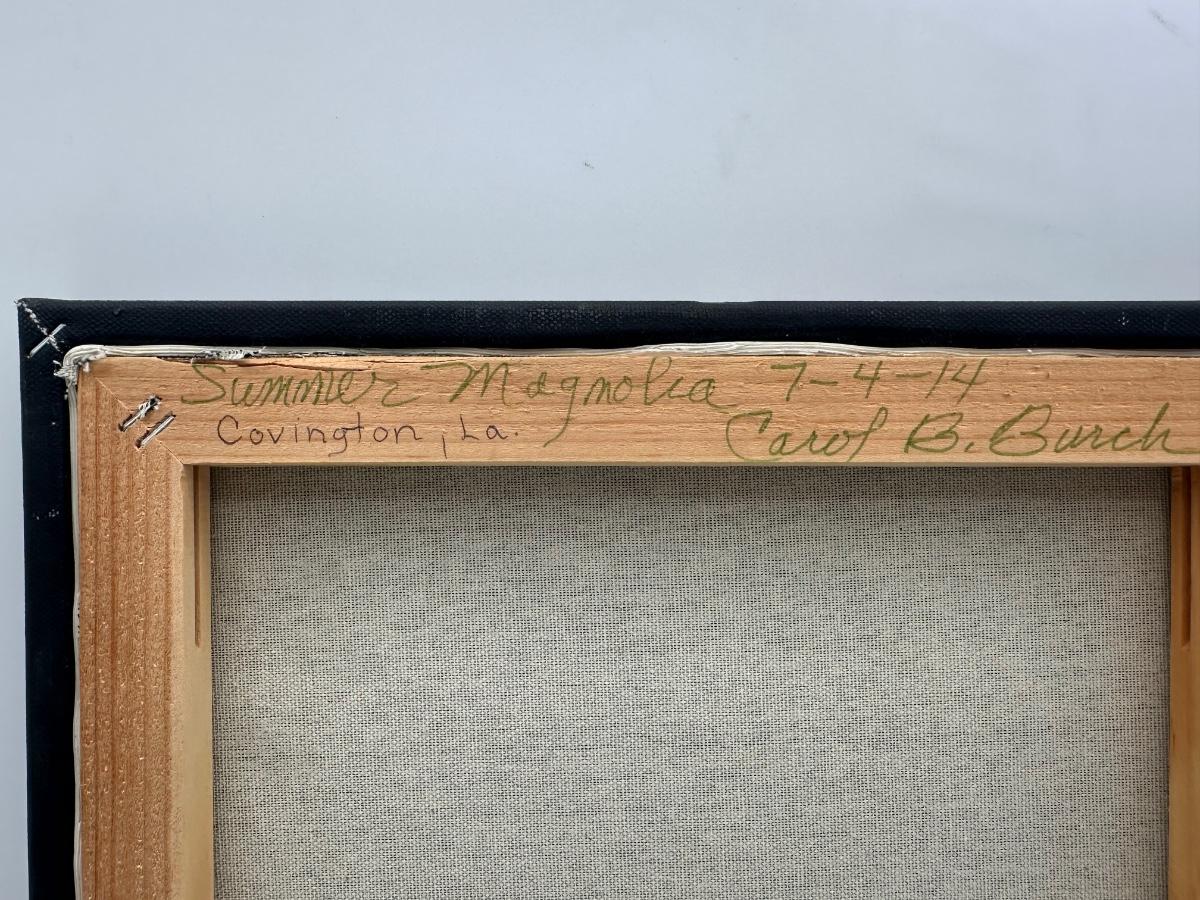 Summer Magnolia 7-4-14
Covington, La. Carol B. Burch